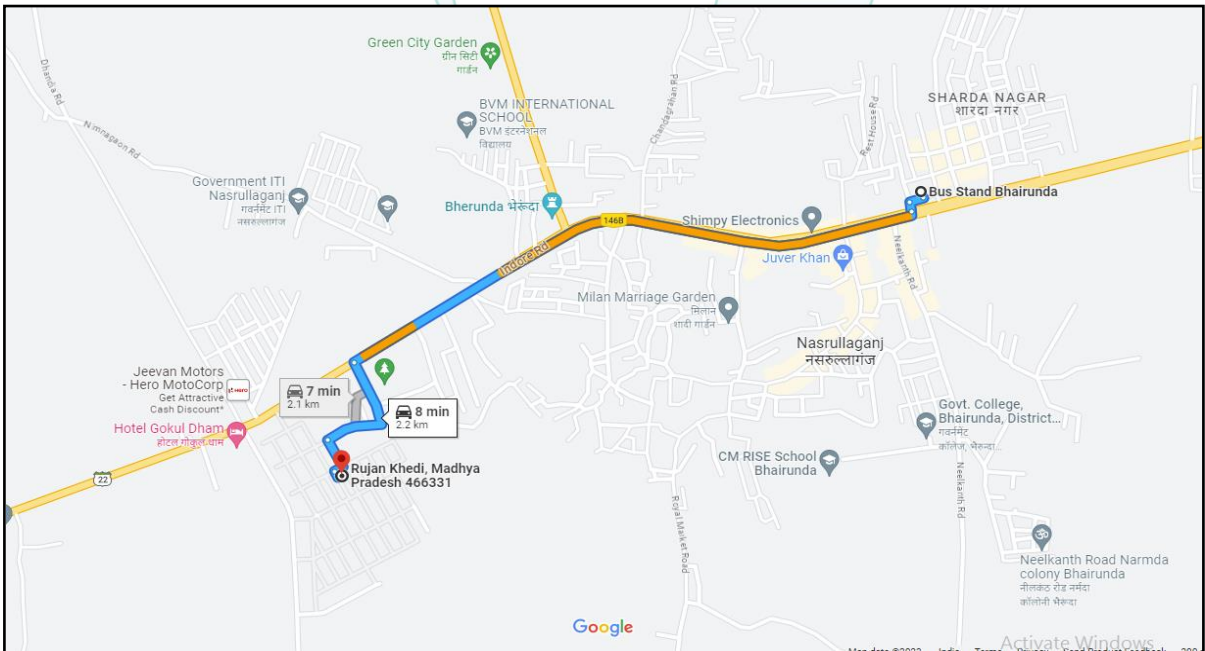 Green City Garden
ग्रीन सिटी
गार्डन
Dhandia Rd
Nimnagaon Rd
BVM INTERNATIONAL
SCHOOL
BVM इंटरनेशनल
विद्यालय
Chandagrahan Rd
Rest House Rd
SHARDA NAGAR
शारदा नगर
Government ITI
Nasrullaganj
गवर्नमेंट ITI
नसरुल्लागंज
Bherunda भेरूंदा
146B
Shimpy Electronics
Bus Stand Bhairunda
Indore Rd
Juver Khan
Neelkanth Rd
Milan Marriage Garden
मिलान
शादी गार्डन
Nasrullaganj
नसरुल्लागंज
Jeevan Motors
- Hero MotoCorp
Get Attractive
Cash Discount*
HERO
7 min
2.1 km
8 min
2.2 km
Hotel Gokul Dham
होटल गोकुल धाम
Govt. College,
Bhairunda, District...
गवर्नमेंट
कॉलेज, भैरून्दा...
CM RISE School
Bhairunda
Rujan Khedi, Madhya
Pradesh 466331
22
Neelkanth Rd
Royal Market Road
Neelkanth Road Narmda
colony Bhairunda
नीलकंठ रोड नर्मदा
कॉलोनी भैरूंदा
Google
Activate Windows